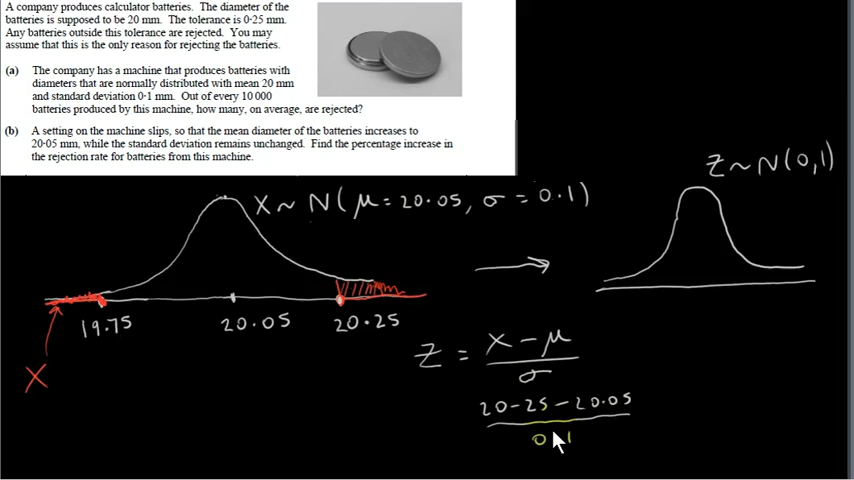 A company produces calculator batteries. The diameter of the
batteries is supposed to be 20 mm. The tolerance is 0·25 mm.
Any batteries outside this tolerance are rejected. You may
assume that this is the only reason for rejecting the batteries.
(a) The company has a machine that produces batteries with
diameters that are normally distributed with mean 20 mm
and standard deviation 0·1 mm. Out of every 10 000
batteries produced by this machine, how many, on average, are rejected?
(b) A setting on the machine slips, so that the mean diameter of the batteries increases to
20·05 mm, while the standard deviation remains unchanged. Find the percentage increase in
the rejection rate for batteries from this machine.
X ~ N(μ = 20.05, σ = 0.1)
Z ~ N(0,1)
19.75 20.05 20.25
X
Z = x - μ
σ
20-25 - 20.05
0.1